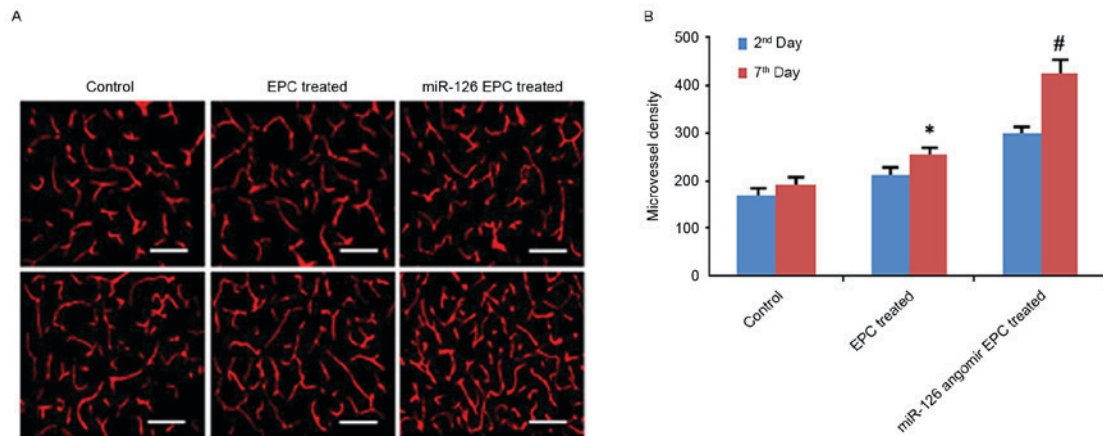 A
Control
EPC treated
miR-126 EPC treated
B
Microvessel density
500
400
300
200
100
0
2nd Day
7th Day
*
#
Control
EPC treated
miR-126 angomir EPC treated